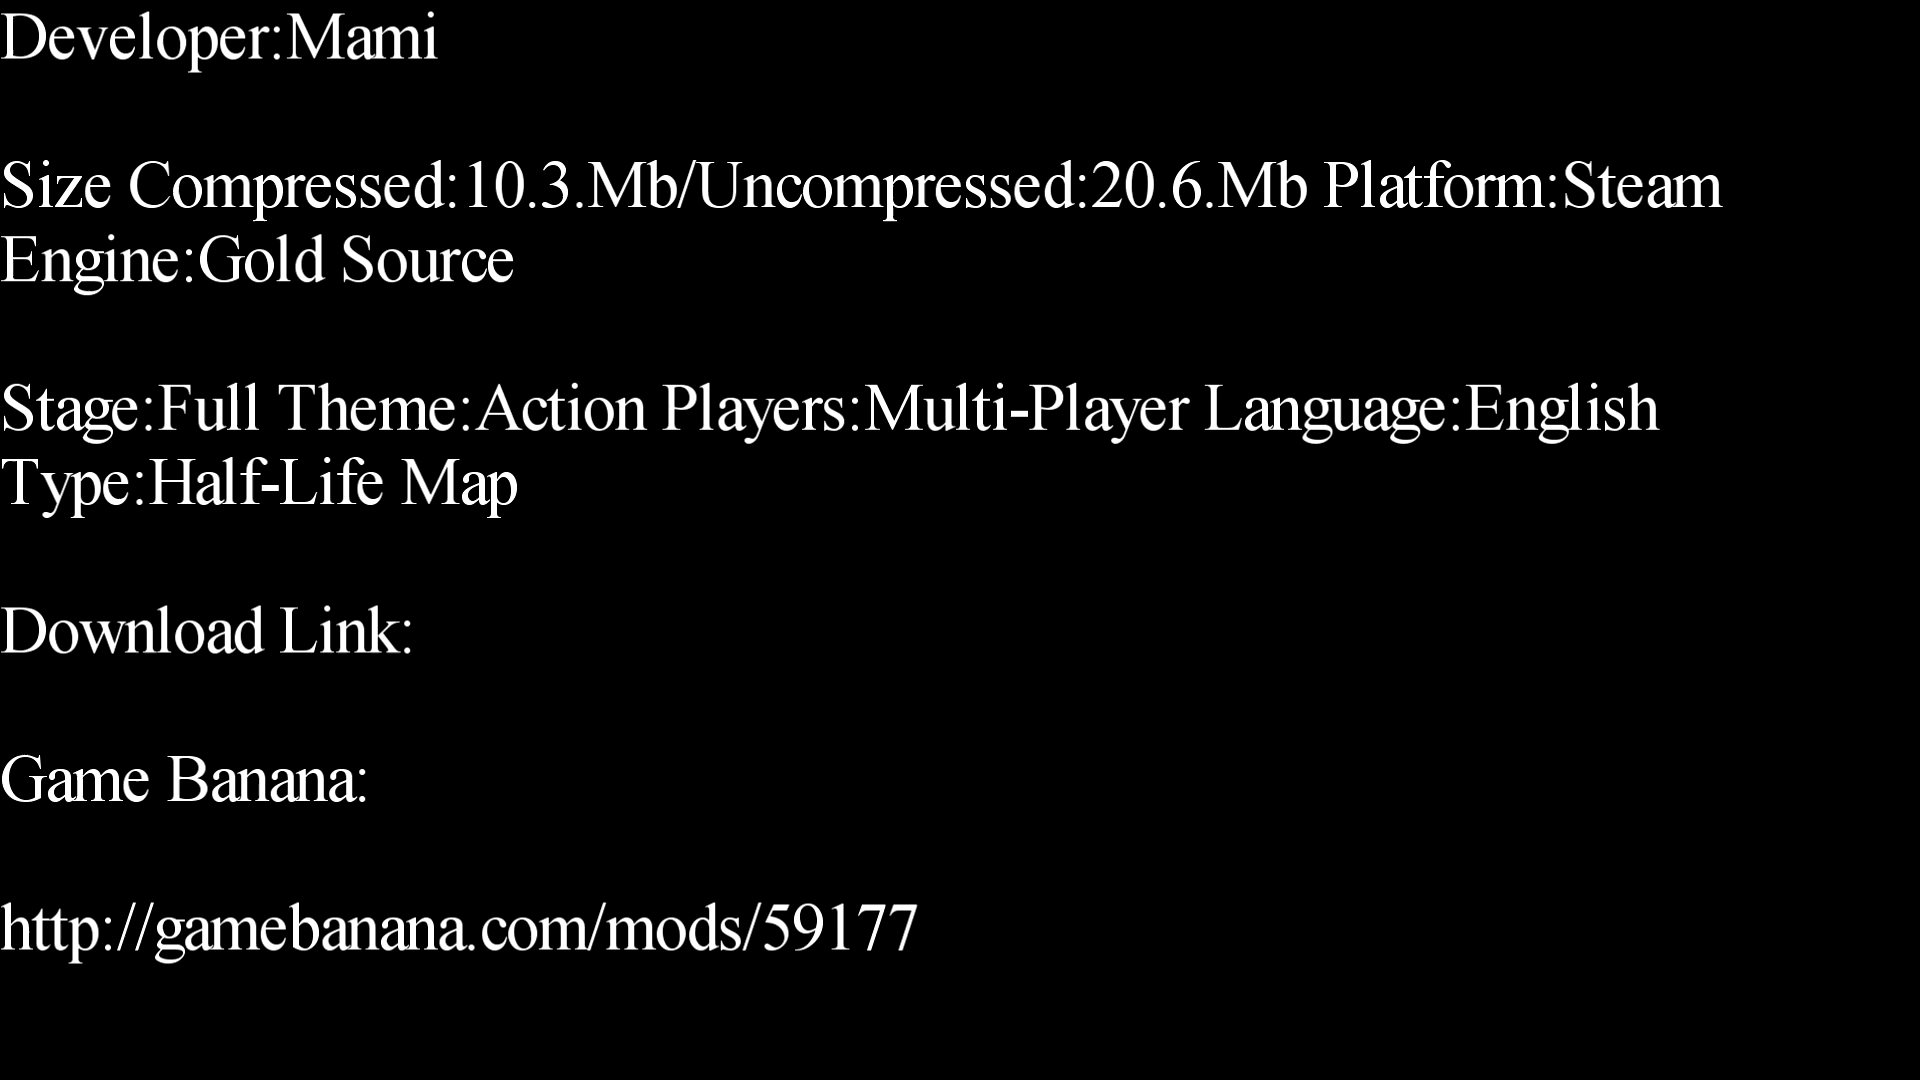 Developer:Mami
Size Compressed:10.3.Mb/Uncompressed:20.6.Mb Platform:Steam
Engine:Gold Source
Stage:Full Theme:Action Players:Multi-Player Language:English
Type:Half-Life Map
Download Link:
Game Banana:
http://gamebanana.com/mods/59177